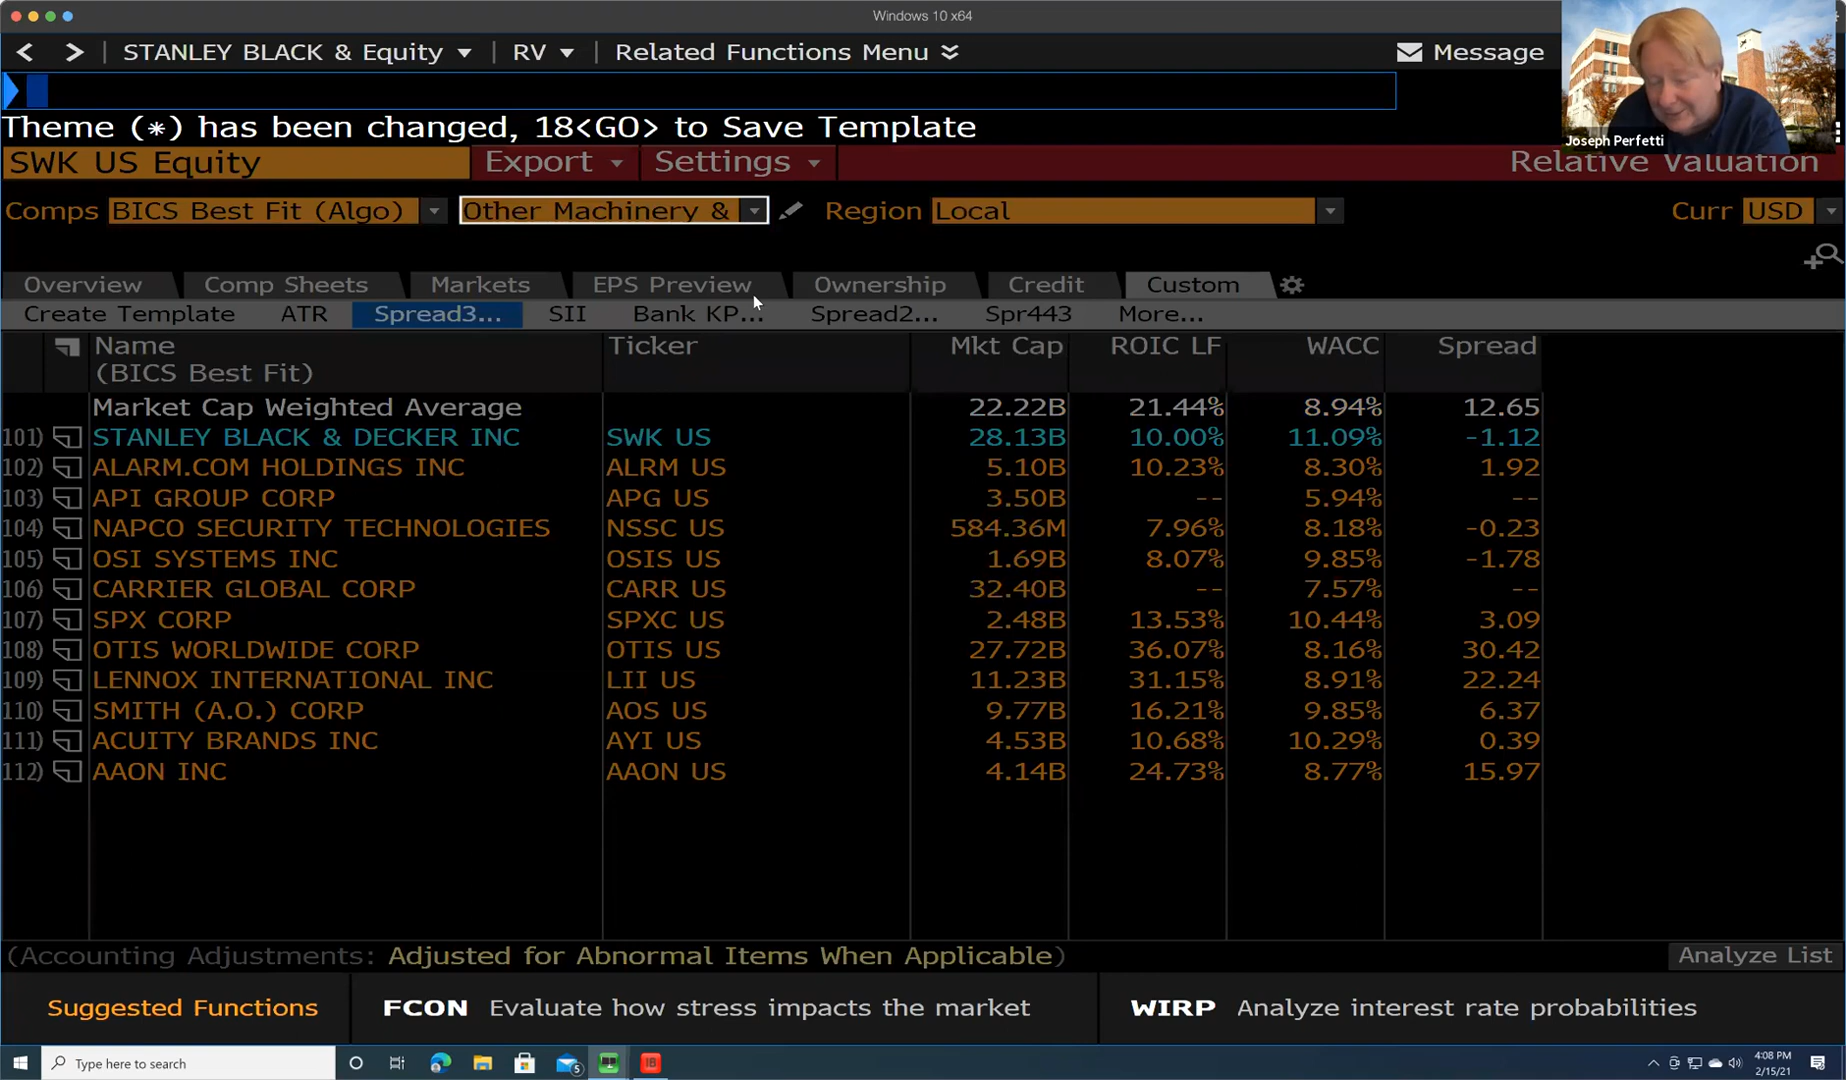 Windows 10 x64
< > STANLEY BLACK & Equity RV Related Functions Menu Message
Joseph Perfetti
Theme (*) has been changed, 18<GO> to Save Template
SWK US Equity Export Settings Relative Valuation
Comps BICS Best Fit (Algo) Other Machinery & Region Local Curr USD
Overview Comp Sheets Markets EPS Preview Ownership Credit Custom
Create Template ATR Spread3... SII Bank KP... Spread2... Spr443 More...
Name Ticker Mkt Cap ROIC LF WACC Spread
(BICS Best Fit)
Market Cap Weighted Average 22.22B 21.44% 8.94% 12.65
101) STANLEY BLACK & DECKER INC SWK US 28.13B 10.00% 11.09% -1.12
102) ALARM.COM HOLDINGS INC ALRM US 5.10B 10.23% 8.30% 1.92
103) API GROUP CORP APG US 3.50B -- 5.94% --
104) NAPCO SECURITY TECHNOLOGIES NSSC US 584.36M 7.96% 8.18% -0.23
105) OSI SYSTEMS INC OSIS US 1.69B 8.07% 9.85% -1.78
106) CARRIER GLOBAL CORP CARR US 32.40B -- 7.57% --
107) SPX CORP SPXC US 2.48B 13.53% 10.44% 3.09
108) OTIS WORLDWIDE CORP OTIS US 27.72B 36.07% 8.16% 30.42
109) LENNOX INTERNATIONAL INC LII US 11.23B 31.15% 8.91% 22.24
110) SMITH (A.O.) CORP AOS US 9.77B 16.21% 9.85% 6.37
111) ACUITY BRANDS INC AYI US 4.53B 10.68% 10.29% 0.39
112) AAON INC AAON US 4.14B 24.73% 8.77% 15.97
(Accounting Adjustments: Adjusted for Abnormal Items When Applicable) Analyze List
Suggested Functions FCON Evaluate how stress impacts the market WIRP Analyze interest rate probabilities
Type here to search 5 18 4:08 PM
2/15/21